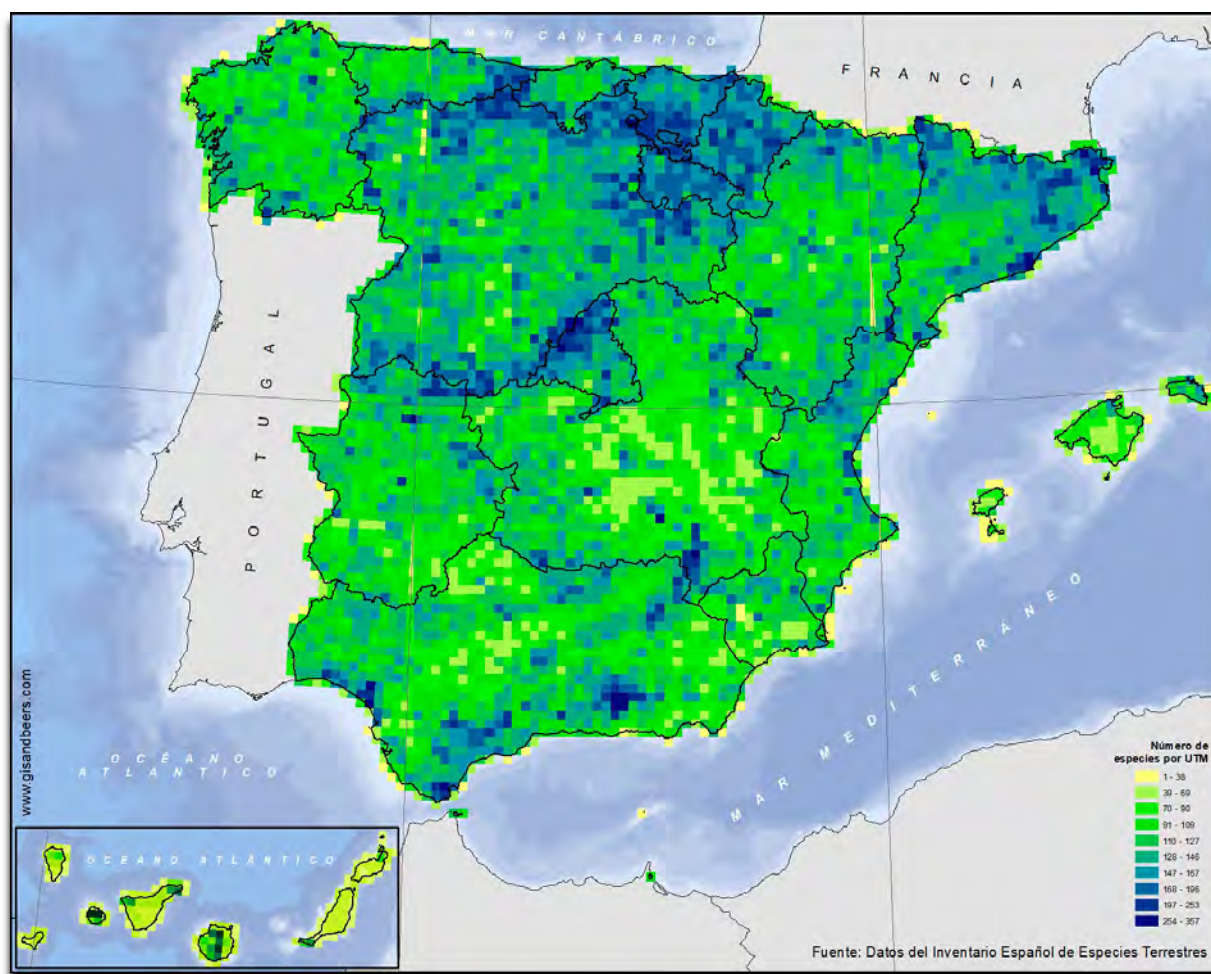 MAR CANTÁBRICO
FRANCIA
PORTUGAL
MAR MEDITERRÁNEO
OCÉANO
ATLÁNTICO
www.gisandbeers.com
OCEANO ATLÁNTICO
Número de
especies por UTM
1 - 38
39 - 69
70 - 90
91 - 109
110 - 127
128 - 146
147 - 167
168 - 196
197 - 253
254 - 357
Fuente: Datos del Inventario Español de Especies Terrestres